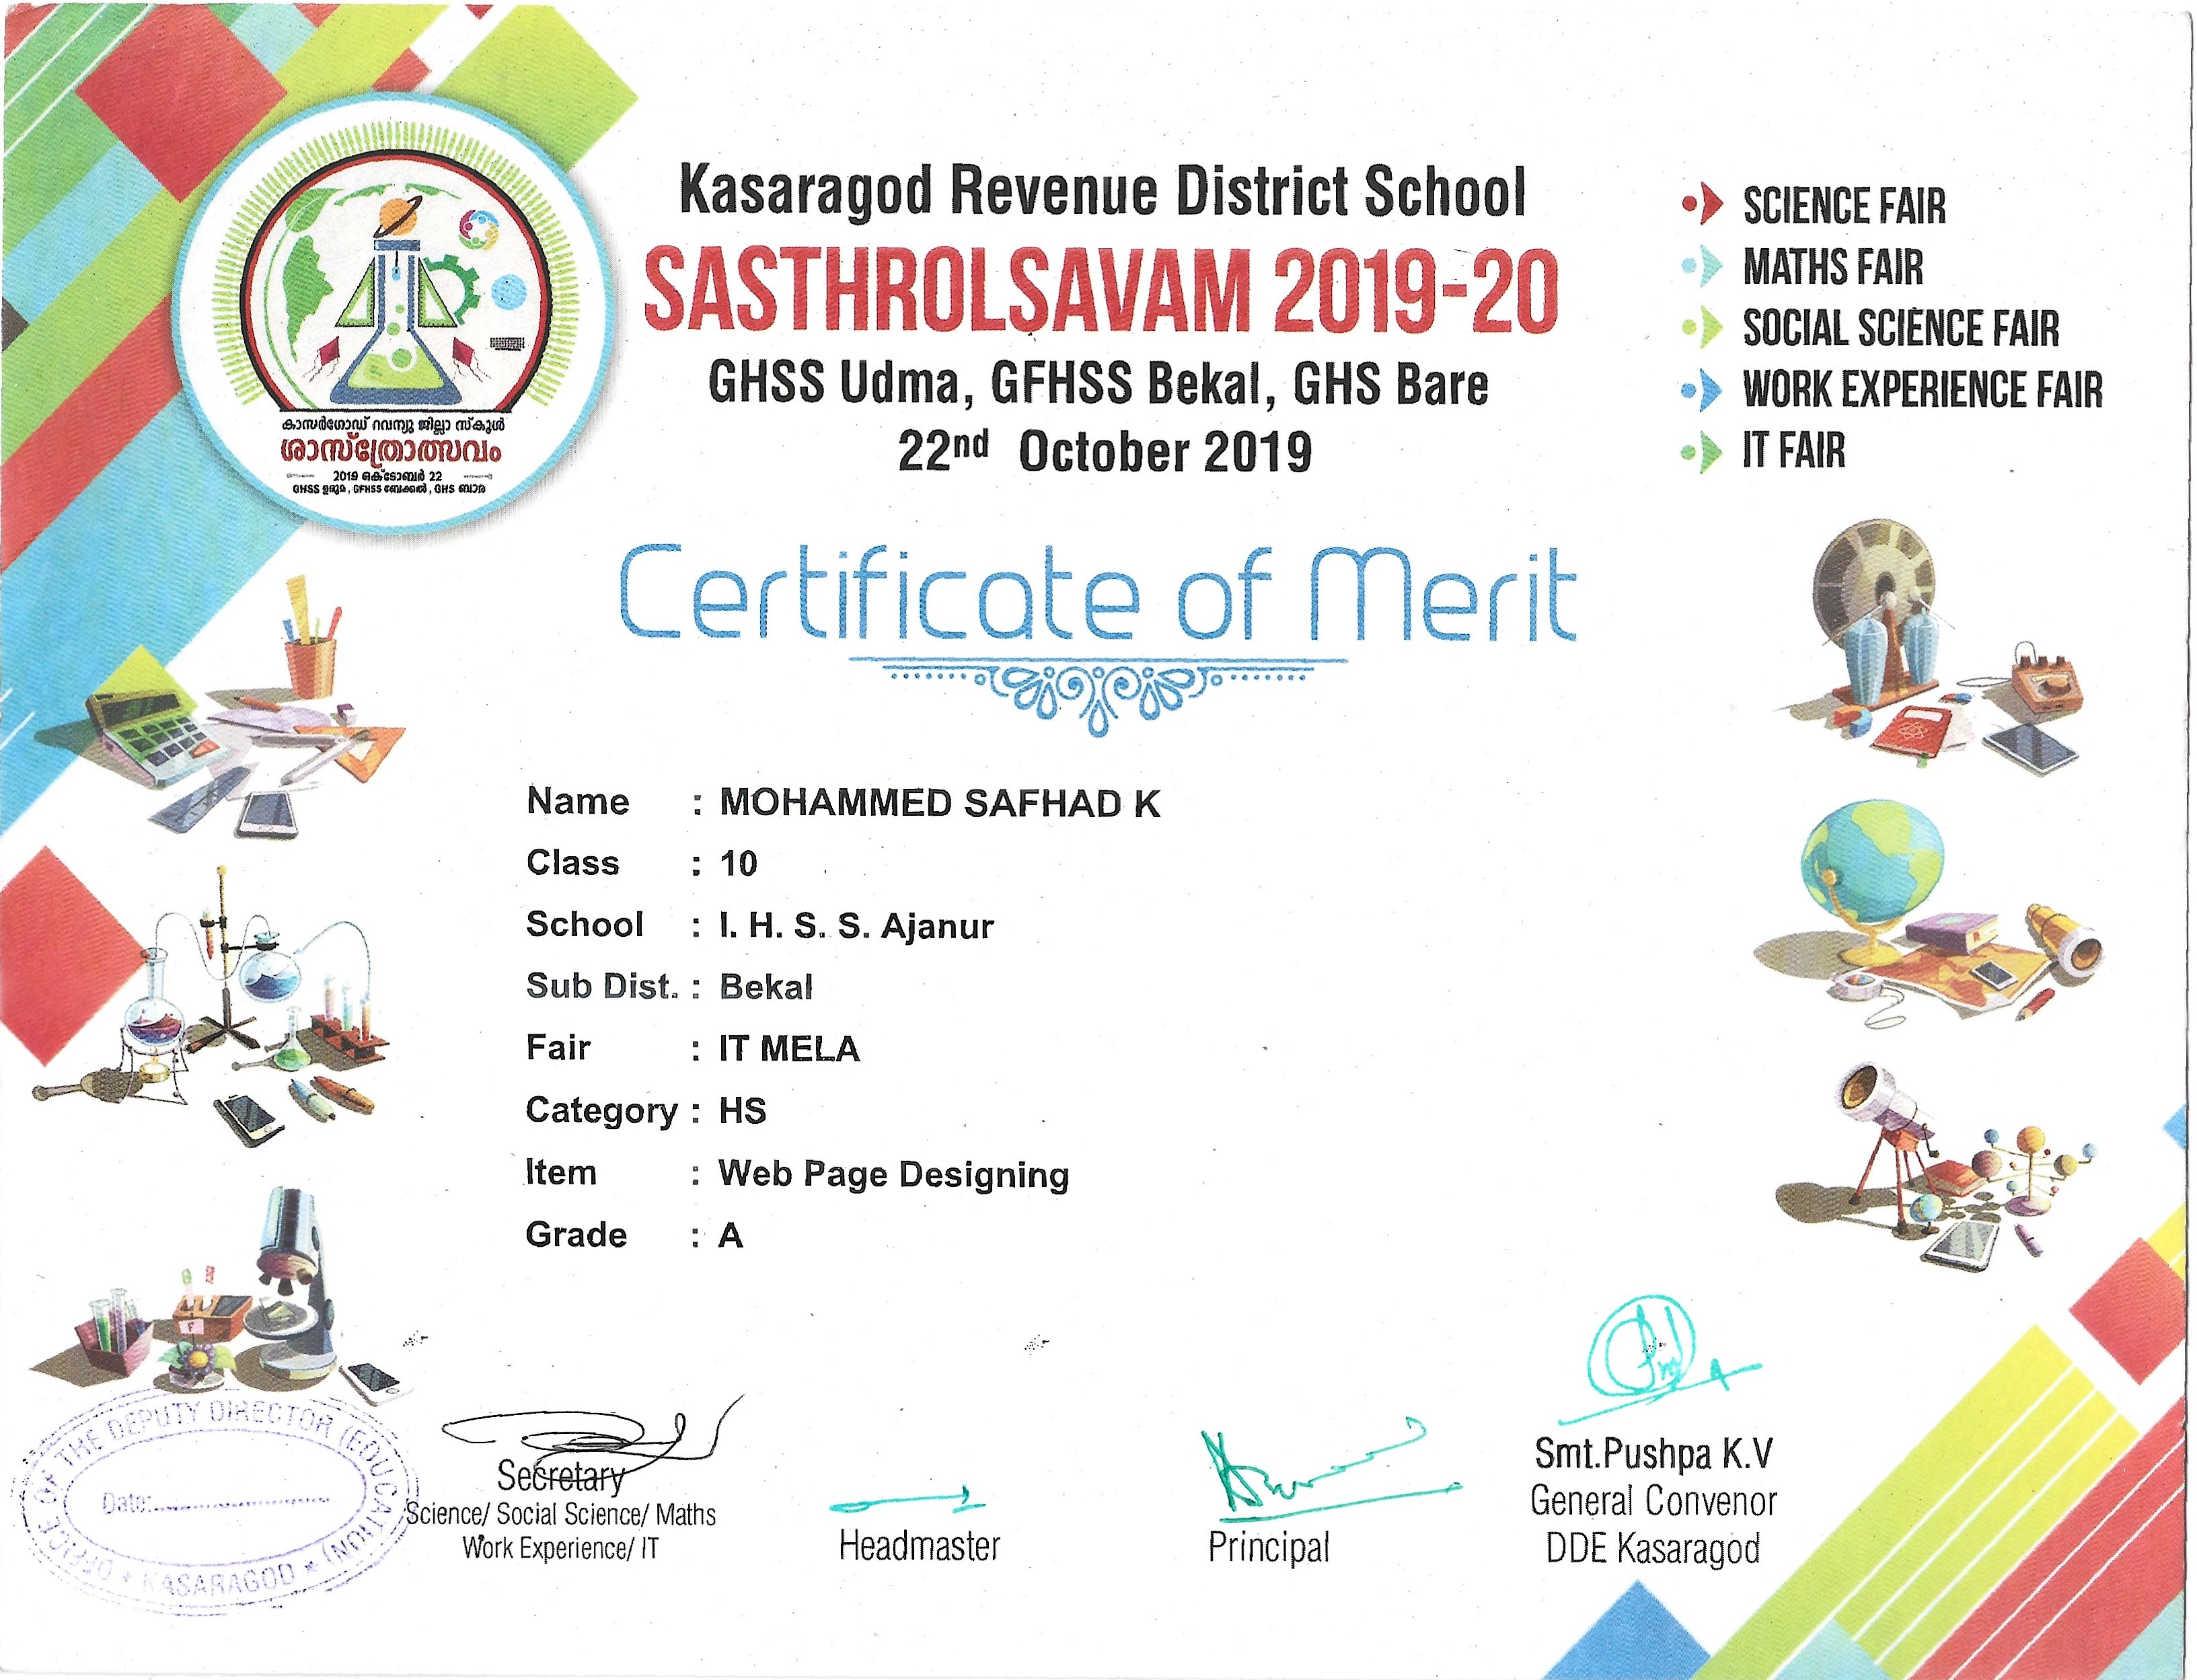 Kasaragod Revenue District School
SASTHROLSAVAM 2019-20
GHSS Udma, GFHSS Bekal, GHS Bare
22nd October 2019
SCIENCE FAIR
MATHS FAIR
SOCIAL SCIENCE FAIR
WORK EXPERIENCE FAIR
IT FAIR
കാസർഗോഡ് റവന്യു ജില്ലാ സ്കൂൾ
ശാസ്ത്രോത്സവം
2019 ഒക്ടോബർ 22
GHSS ഉദുമ, GFHSS ബേക്കൽ, GHS ബാര
Certificate of Merit
Name : MOHAMMED SAFHAD K
Class : 10
School : I. H. S. S. Ajanur
Sub Dist. : Bekal
Fair : IT MELA
Category : HS
Item : Web Page Designing
Grade : A
OFFICE OF THE DEPUTY DIRECTOR (EDUCATION)
KASARAGOD
Date:
Secretary
Science/ Social Science/ Maths
Work Experience/ IT
Headmaster
Principal
Smt.Pushpa K.V
General Convenor
DDE Kasaragod